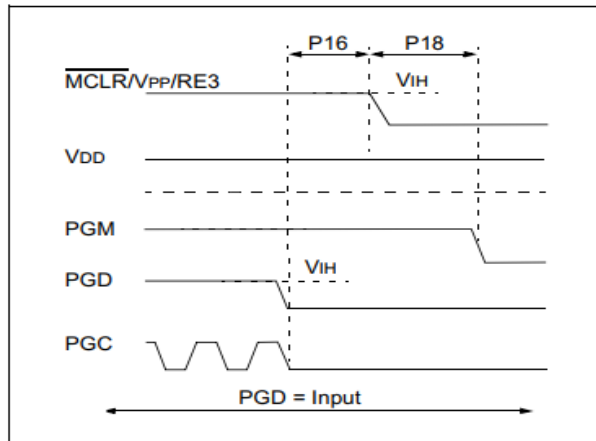 P16 P18
MCLR/VPP/RE3 VIH
VDD
PGM
PGD VIH
PGC
PGD = Input